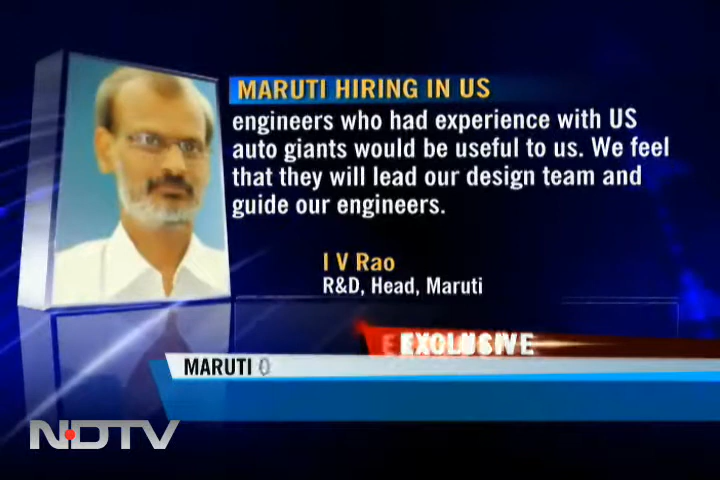 MARUTI HIRING IN US
engineers who had experience with US
auto giants would be useful to us. We feel
that they will lead our design team and
guide our engineers.
I V Rao
R&D, Head, Maruti
EXCLUSIVE
MARUTI
NDTV